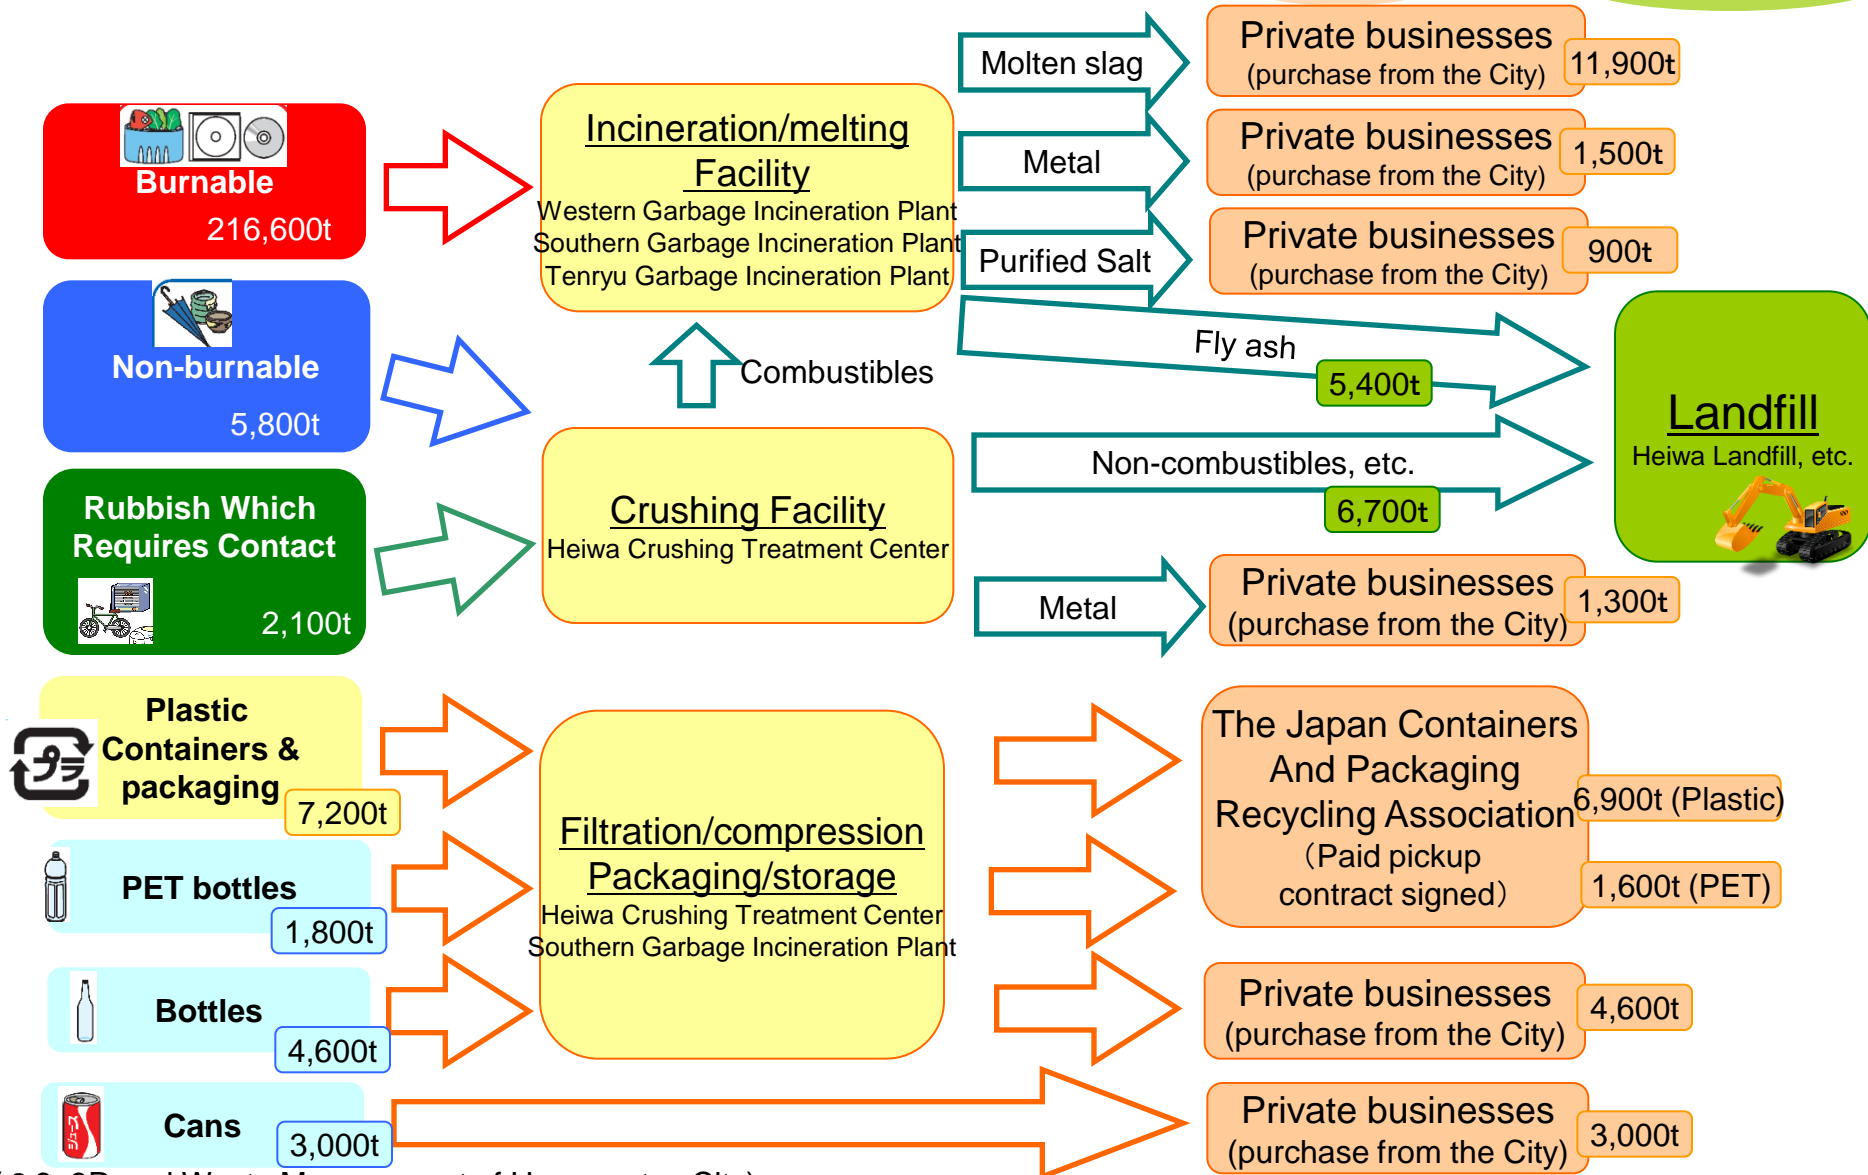 Burnable
216,600t
Non-burnable
5,800t
Rubbish Which
Requires Contact
2,100t
Plastic
Containers &
packaging
プラ
7,200t
PET bottles
1,800t
Bottles
4,600t
Cans
3,000t
Incineration/melting
Facility
Western Garbage Incineration Plant
Southern Garbage Incineration Plant
Tenryu Garbage Incineration Plant
Combustibles
Crushing Facility
Heiwa Crushing Treatment Center
Filtration/compression
Packaging/storage
Heiwa Crushing Treatment Center
Southern Garbage Incineration Plant
Molten slag
Private businesses
(purchase from the City)
11,900t
Metal
Private businesses
(purchase from the City)
1,500t
Purified Salt
Private businesses
(purchase from the City)
900t
Fly ash
5,400t
Non-combustibles, etc.
6,700t
Landfill
Heiwa Landfill, etc.
Metal
Private businesses
(purchase from the City)
1,300t
The Japan Containers
And Packaging
Recycling Association
（Paid pickup
contract signed）
6,900t (Plastic)
1,600t (PET)
Private businesses
(purchase from the City)
4,600t
Private businesses
(purchase from the City)
3,000t